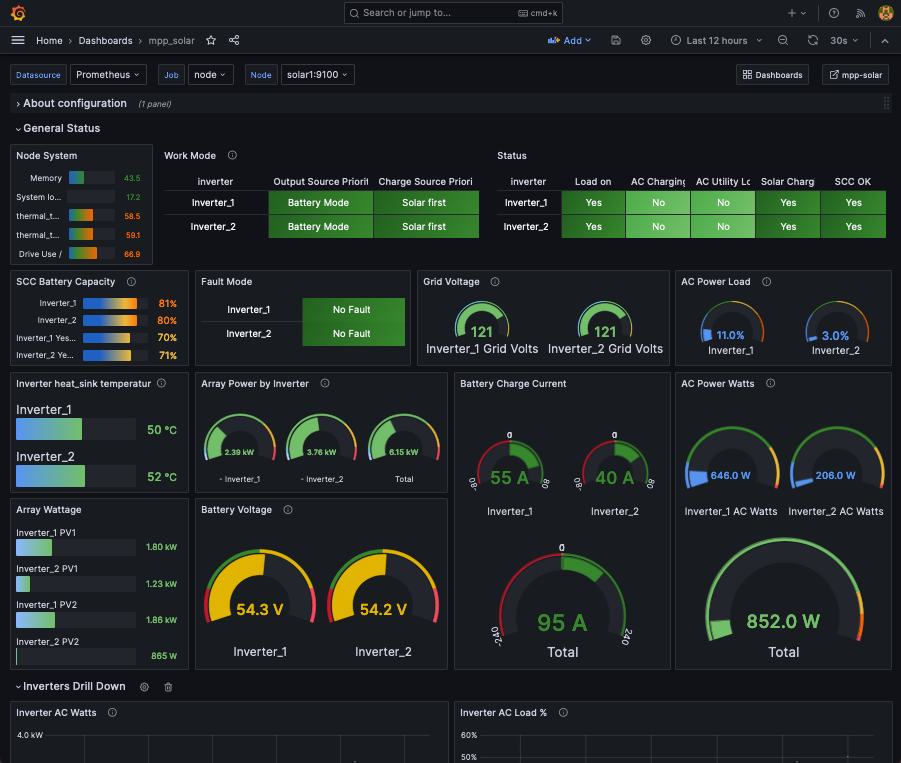 Search or jump to... cmd+k
Home › Dashboards › mpp_solar Add Last 12 hours 30s
Datasource Prometheus Job node Node solar1:9100 Dashboards mpp-solar
About configuration (1 panel)
General Status
Node System
Memory 43.5
System lo... 17.2
thermal_t... 58.5
thermal_t... 59.1
Drive Use / 66.9
Work Mode
inverter Output Source Priorit Charge Source Priori
Inverter_1 Battery Mode Solar first
Inverter_2 Battery Mode Solar first
Status
inverter Load on AC Charging AC Utility Lo Solar Charg SCC OK
Inverter_1 Yes No No Yes Yes
Inverter_2 Yes No No Yes Yes
SCC Battery Capacity
Inverter_1 81%
Inverter_2 80%
Inverter_1 Yes... 70%
Inverter_2 Ye... 71%
Fault Mode
Inverter_1 No Fault
Inverter_2 No Fault
Grid Voltage
121 121
Inverter_1 Grid Volts Inverter_2 Grid Volts
AC Power Load
11.0% 3.0%
Inverter_1 Inverter_2
Inverter heat_sink temperatur
Inverter_1
50 °C
Inverter_2
52 °C
Array Power by Inverter
2.39 kW 3.76 kW 6.15 kW
- Inverter_1 - Inverter_2 Total
Battery Charge Current
0 0
55 A 40 A
-80 80 -80 80
Inverter_1 Inverter_2
0
95 A
-240 240
Total
AC Power Watts
646.0 W 206.0 W
Inverter_1 AC Watts Inverter_2 AC Watts
852.0 W
Total
Array Wattage
Inverter_1 PV1
1.80 kW
Inverter_2 PV1
1.23 kW
Inverter_1 PV2
1.86 kW
Inverter_2 PV2
865 W
Battery Voltage
54.3 V 54.2 V
Inverter_1 Inverter_2
Inverters Drill Down
Inverter AC Watts
4.0 kW
Inverter AC Load %
60%
50%